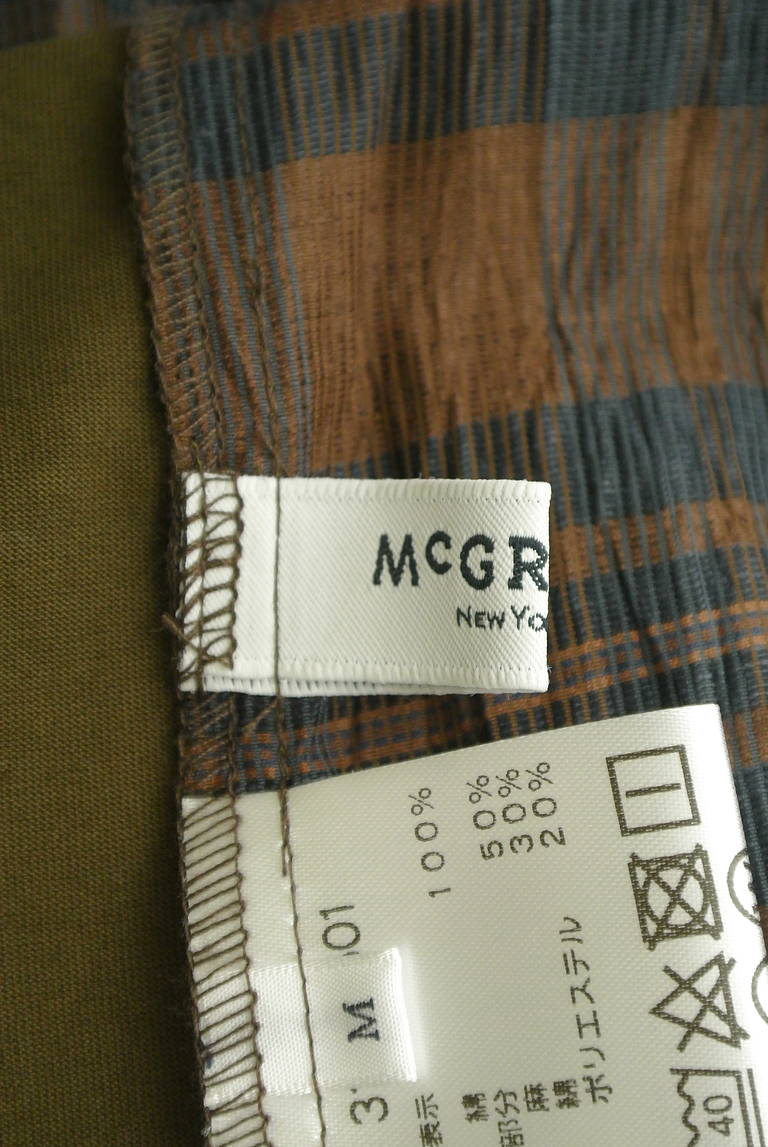 McGR
NEW YO
M
3
01
表示
綿 100%
部分
麻 50%
綿 30%
ポリエステル 20%
40